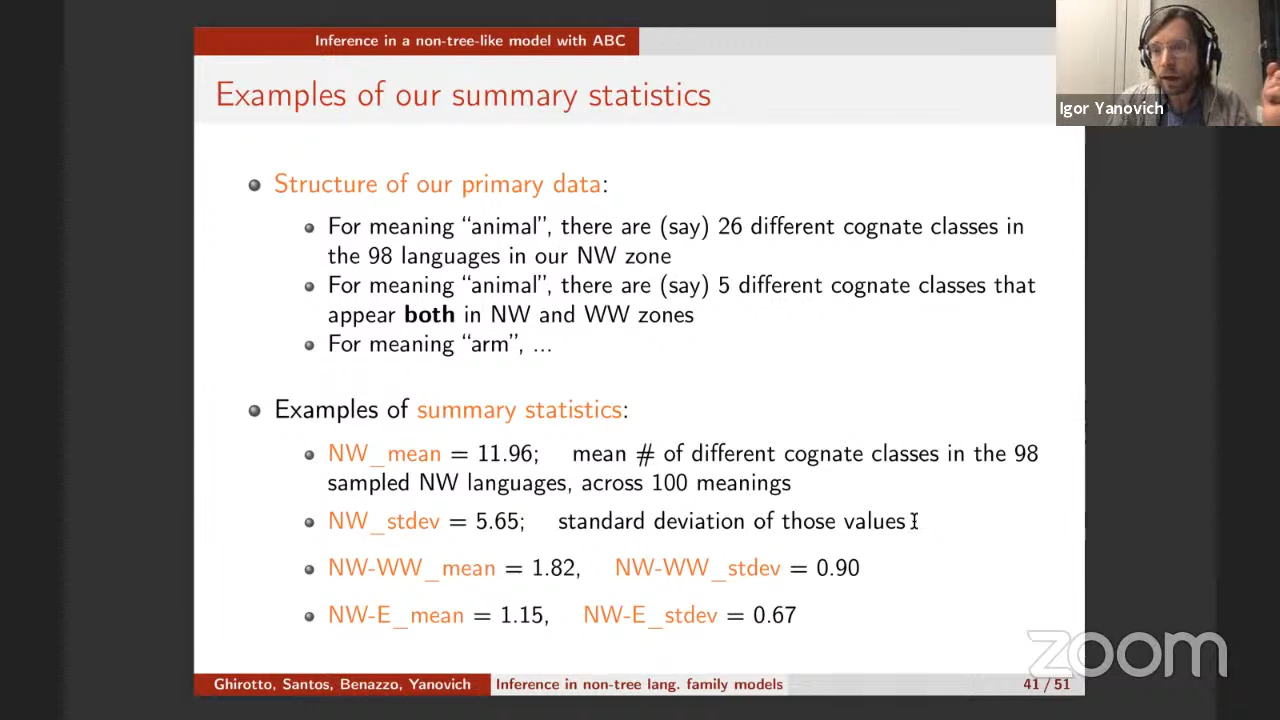 Inference in a non-tree-like model with ABC
Examples of our summary statistics
Igor Yanovich
Structure of our primary data:
For meaning “animal”, there are (say) 26 different cognate classes in
the 98 languages in our NW zone
For meaning “animal”, there are (say) 5 different cognate classes that
appear both in NW and WW zones
For meaning “arm”, ...
Examples of summary statistics:
NW_mean = 11.96; mean # of different cognate classes in the 98
sampled NW languages, across 100 meanings
NW_stdev = 5.65; standard deviation of those values
NW-WW_mean = 1.82, NW-WW_stdev = 0.90
NW-E_mean = 1.15, NW-E_stdev = 0.67
zoom
Ghirotto, Santos, Benazzo, Yanovich Inference in non-tree lang. family models 41 / 51